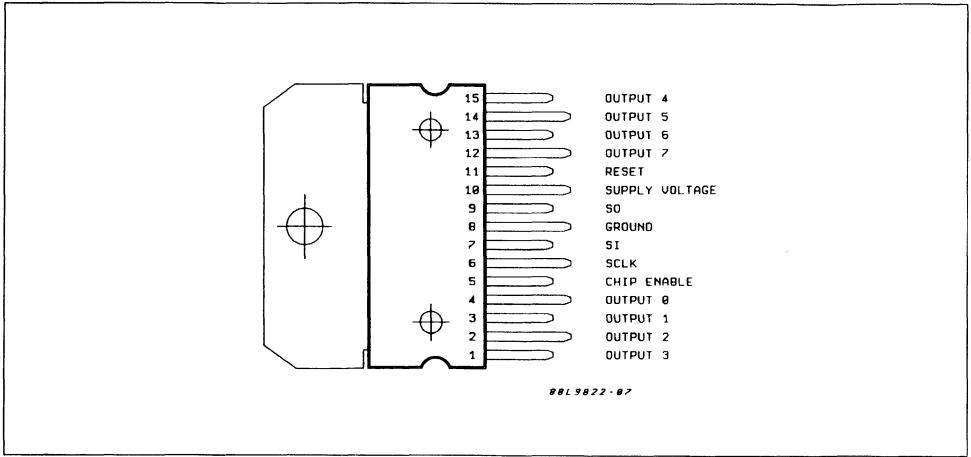 15 OUTPUT 4
14 OUTPUT 5
13 OUTPUT 6
12 OUTPUT 7
11 RESET
10 SUPPLY VOLTAGE
9 SO
8 GROUND
7 SI
6 SCLK
5 CHIP ENABLE
4 OUTPUT 0
3 OUTPUT 1
2 OUTPUT 2
1 OUTPUT 3
88L9822-07